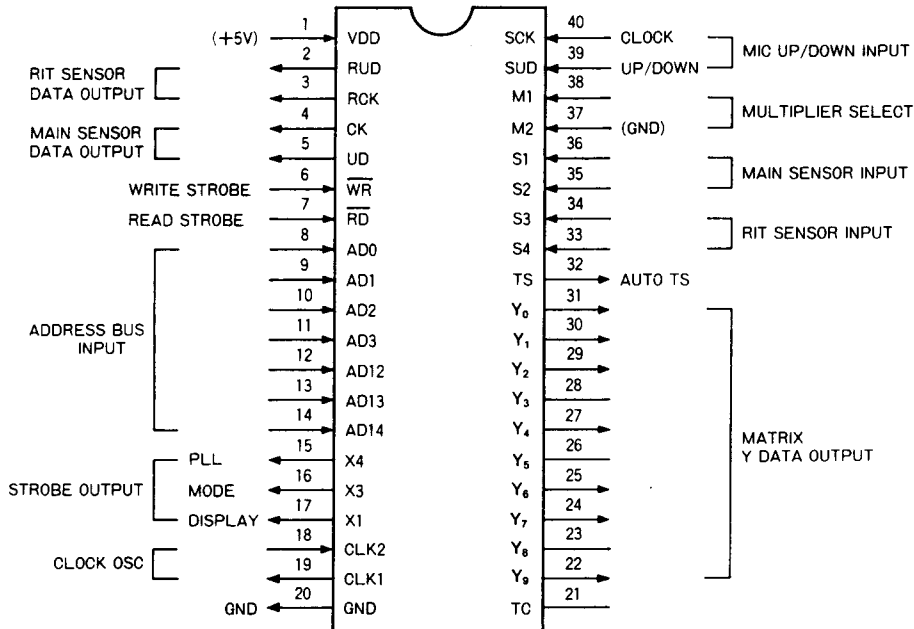 1 40
(+5V) VDD SCK CLOCK
2 39 MIC UP/DOWN INPUT
RIT SENSOR RUD SUD UP/DOWN
DATA OUTPUT 3 38
RCK M1
4 37 MULTIPLIER SELECT
MAIN SENSOR CK M2 (GND)
DATA OUTPUT 5 36
UD S1
6 35 MAIN SENSOR INPUT
WRITE STROBE WR S2
7 34
READ STROBE RD S3
8 33 RIT SENSOR INPUT
AD0 S4
9 32
AD1 TS AUTO TS
10 31
AD2 Y0
ADDRESS BUS
INPUT
11 30
AD3 Y1
12 29
AD12 Y2
13 28
AD13 Y3
14 27
AD14 Y4
MATRIX
Y DATA OUTPUT
15 26
PLL X4 Y5
16 25
STROBE OUTPUT MODE X3 Y6
17 24
DISPLAY X1 Y7
18 23
CLK2 Y8
CLOCK OSC
19 22
CLK1 Y9
20 21
GND GND TC